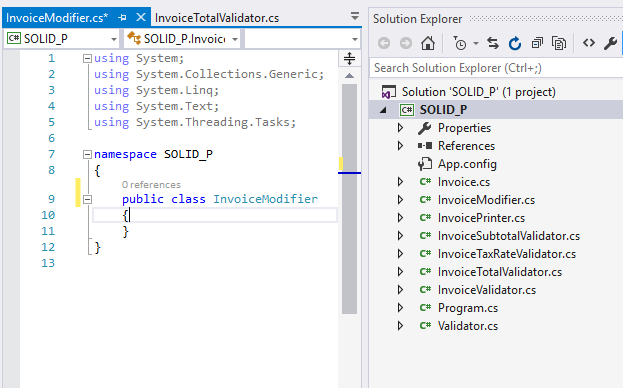 InvoiceModifier.cs*
InvoiceTotalValidator.cs
SOLID_P
SOLID_P.Invoice
1 using System;
2 using System.Collections.Generic;
3 using System.Linq;
4 using System.Text;
5 using System.Threading.Tasks;
6
7 namespace SOLID_P
8 {
0 references
9 public class InvoiceModifier
10 {
11 }
12 }
13
Solution Explorer
Search Solution Explorer (Ctrl+;)
Solution 'SOLID_P' (1 project)
C# SOLID_P
Properties
References
App.config
C# Invoice.cs
C# InvoiceModifier.cs
C# InvoicePrinter.cs
C# InvoiceSubtotalValidator.cs
C# InvoiceTaxRateValidator.cs
C# InvoiceTotalValidator.cs
C# InvoiceValidator.cs
C# Program.cs
C# Validator.cs